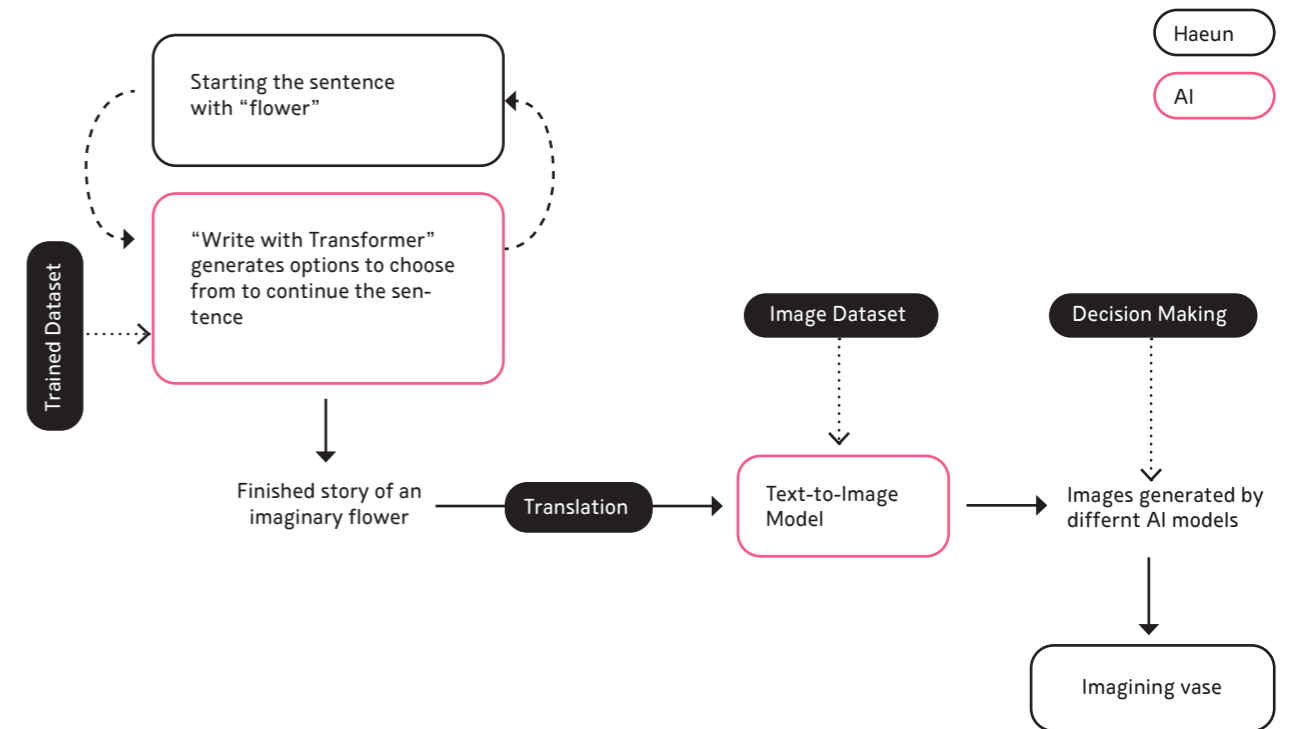 Haeun
AI
Starting the sentence
with “flower”
“Write with Transformer”
generates options to choose
from to continue the sen-
tence
Trained Dataset
Image Dataset
Decision Making
Finished story of an
imaginary flower
Translation
Text-to-Image
Model
Images generated by
differnt AI models
Imagining vase